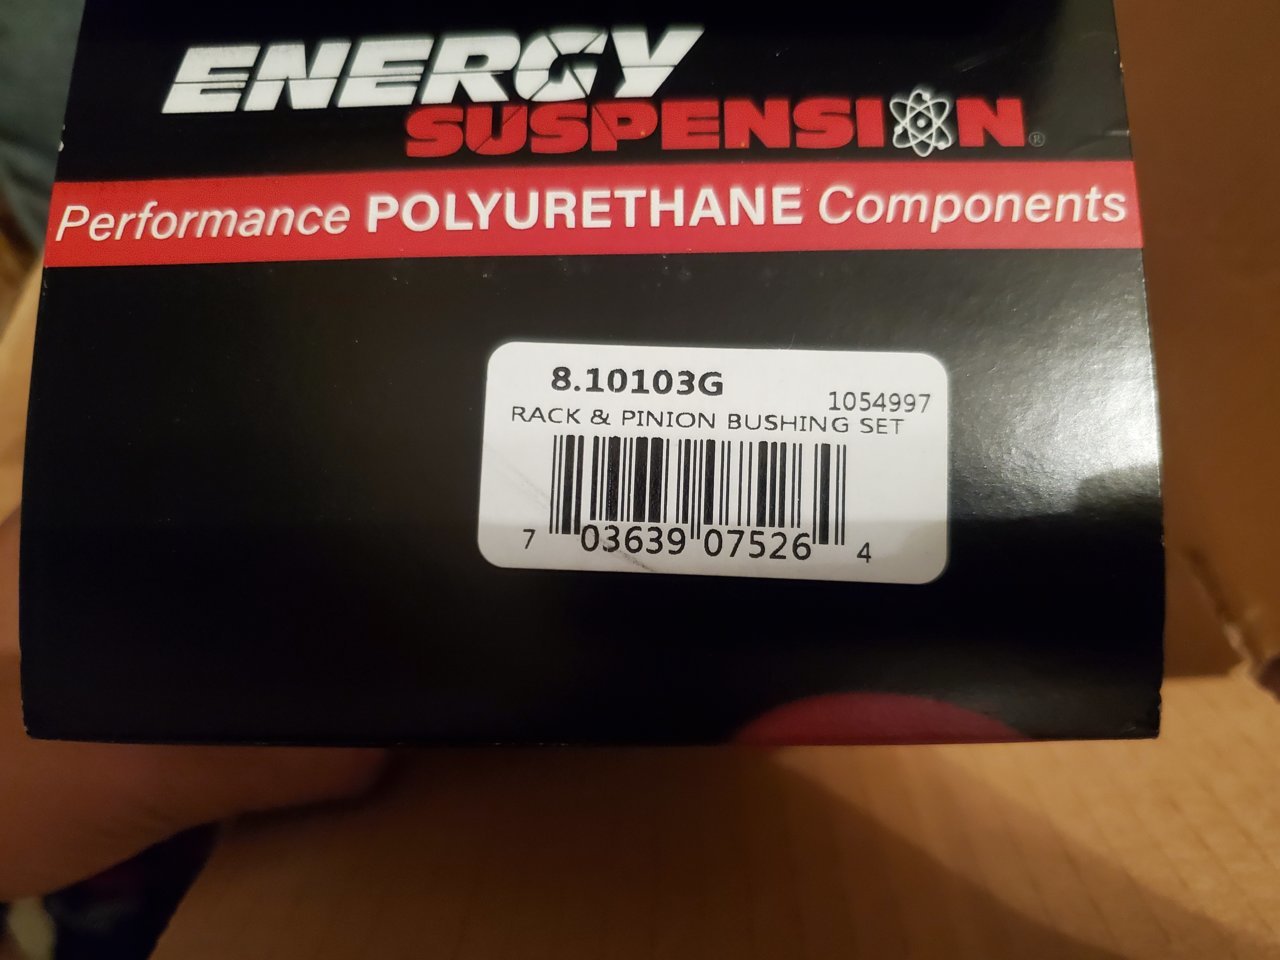 ENERGY
SUSPENSION®
Performance POLYURETHANE Components
8.10103G
1054997
RACK & PINION BUSHING SET
7 03639 07526 4